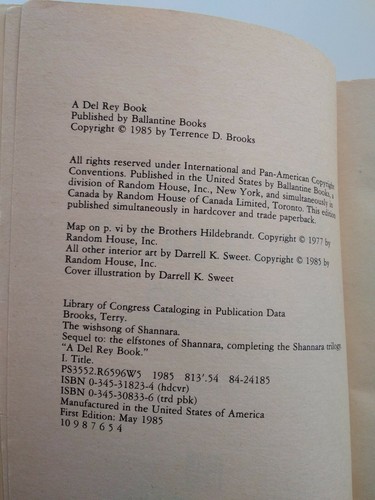 A Del Rey Book
Published by Ballantine Books
Copyright © 1985 by Terrence D. Brooks
All rights reserved under International and Pan-American Copyright
Conventions. Published in the United States by Ballantine Books, a
division of Random House, Inc., New York, and simultaneously in
Canada by Random House of Canada Limited, Toronto. This edition
published simultaneously in hardcover and trade paperback.
Map on p. vi by the Brothers Hildebrandt. Copyright © 1977 by
Random House, Inc.
All other interior art by Darrell K. Sweet. Copyright © 1985 by
Random House, Inc.
Cover illustration by Darrell K. Sweet
Library of Congress Cataloging in Publication Data
Brooks, Terry.
The wishsong of Shannara.
Sequel to: the elfstones of Shannara, completing the Shannara trilogy.
"A Del Rey Book."
I. Title.
PS3552.R6596W5 1985 813'.54 84-24185
ISBN 0-345-31823-4 (hdcvr)
ISBN 0-345-30833-6 (trd pbk)
Manufactured in the United States of America
First Edition: May 1985
10 9 8 7 6 5 4